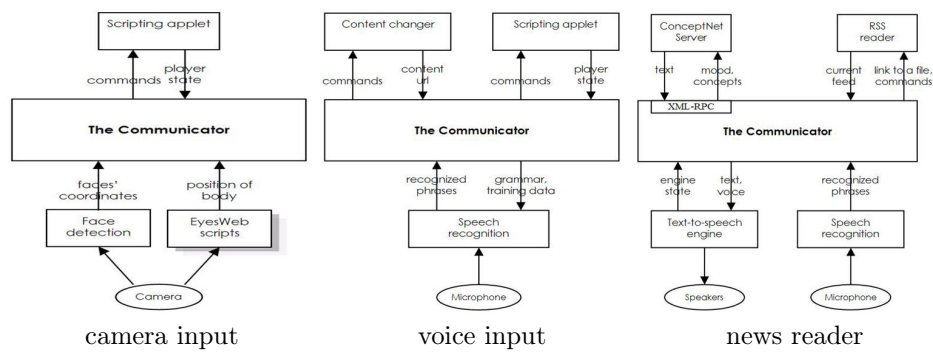 Scripting applet
commands
player
state
The Communicator
faces'
coordinates
position of
body
Face
detection
EyesWeb
scripts
Camera
camera input
Content changer
Scripting applet
commands
content
url
commands
player
state
The Communicator
recognized
phrases
grammar,
training data
Speech
recognition
Microphone
voice input
ConceptNet
Server
RSS
reader
text
mood,
concepts
current
feed
link to a file,
commands
XML-RPC
The Communicator
engine
state
text,
voice
recognized
phrases
Text-to-speech
engine
Speech
recognition
Speakers
Microphone
news reader